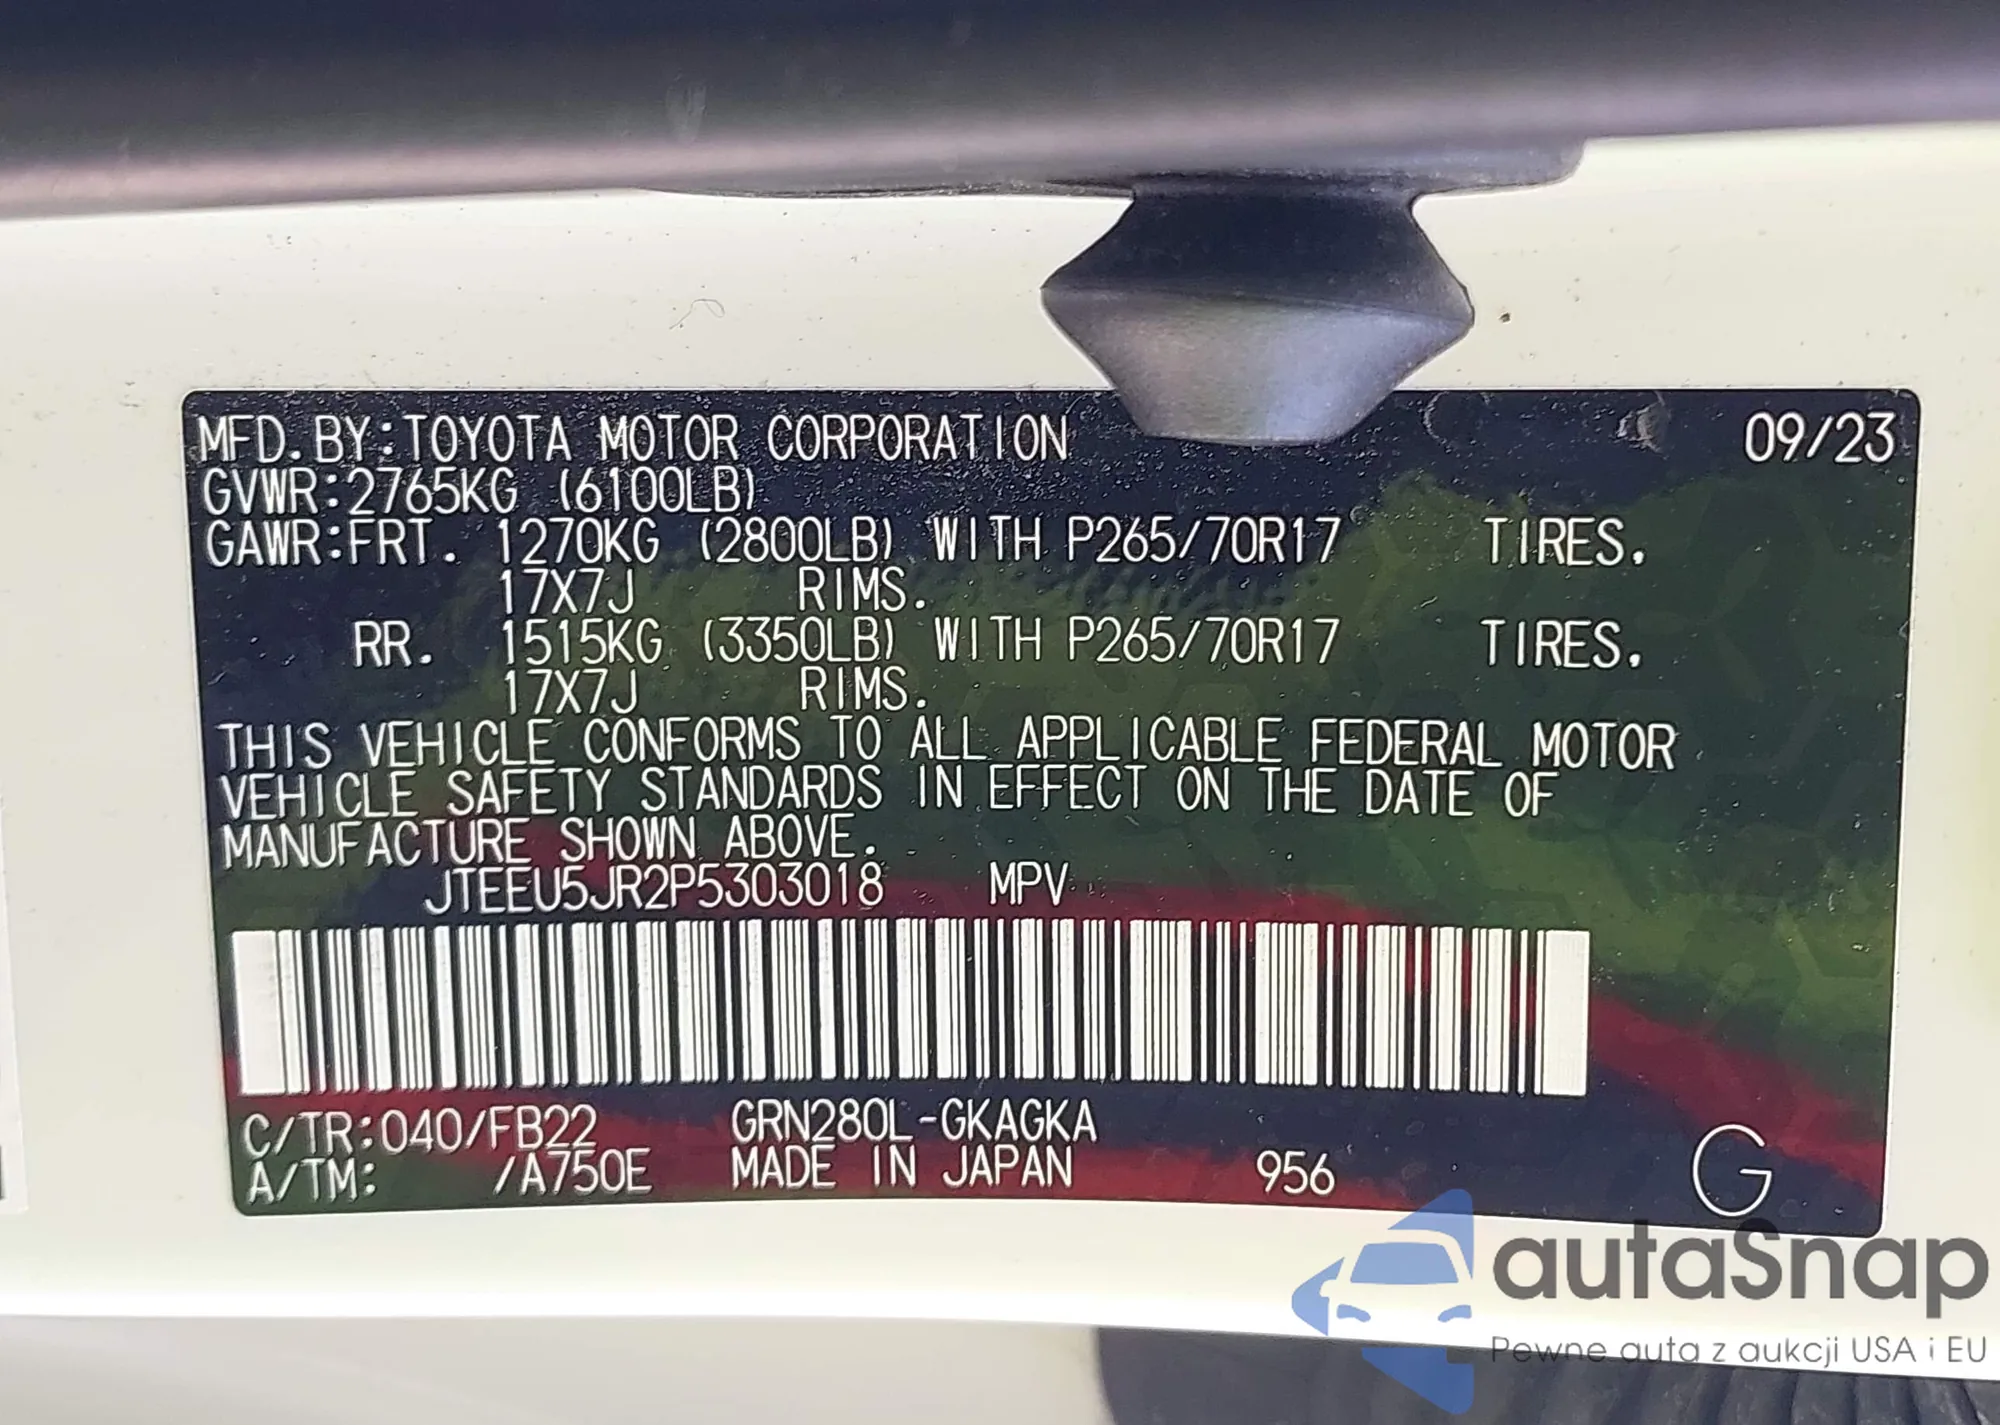 MFD. BY:TOYOTA MOTOR CORPORATION 09/23
GVWR:2765KG (6100LB)
GAWR:FRT. 1270KG (2800LB) WITH P265/70R17 TIRES.
17X7J RIMS.
RR. 1515KG (3350LB) WITH P265/70R17 TIRES.
17X7J RIMS.
THIS VEHICLE CONFORMS TO ALL APPLICABLE FEDERAL MOTOR
VEHICLE SAFETY STANDARDS IN EFFECT ON THE DATE OF
MANUFACTURE SHOWN ABOVE.
JTEEU5JR2P5303018 MPV
C/TR:040/FB22 GRN280L-GKAGKA
A/TM: /A750E MADE IN JAPAN 956 G
autaSnap
Pewne auta z aukcji USA i EU